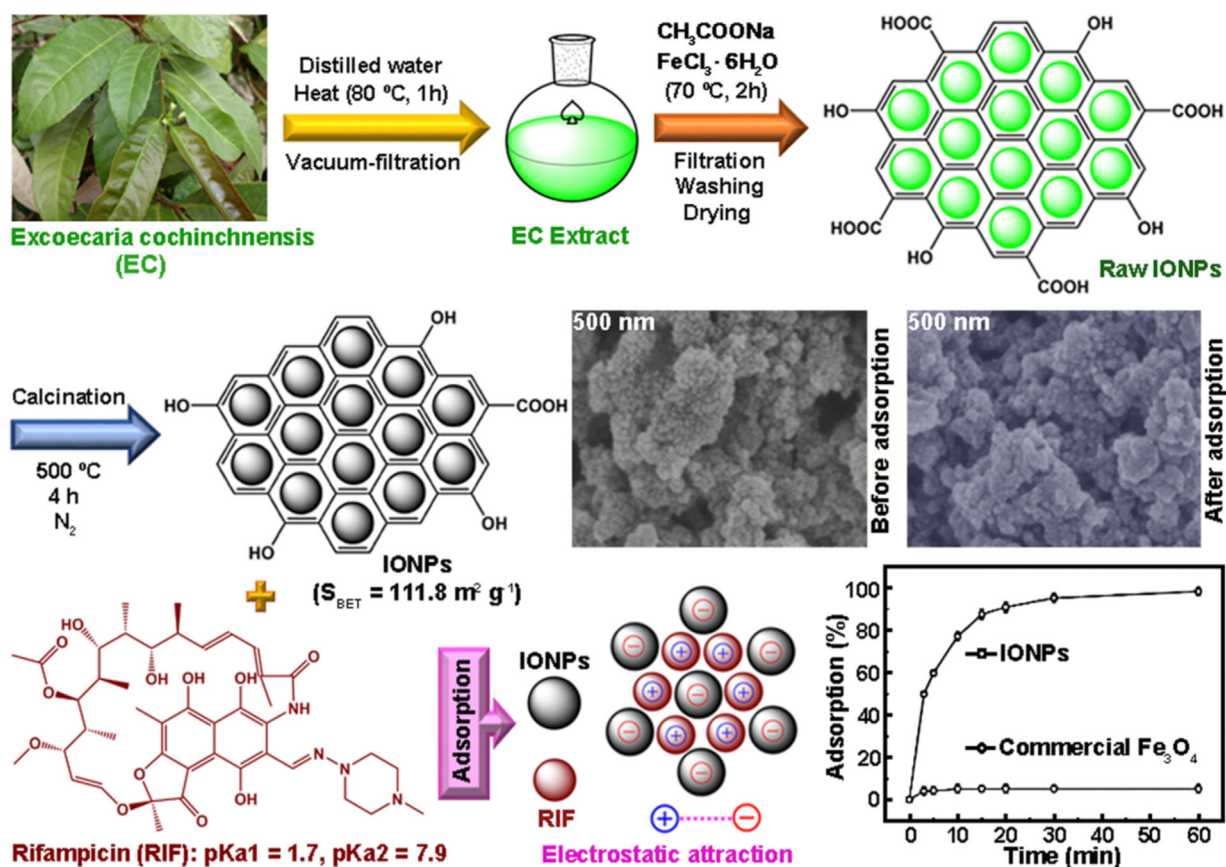 Distilled water
Heat (80 ºC, 1h)
Vacuum-filtration
Excoecaria cochinchnensis
(EC)
EC Extract
CH₃COONa
FeCl₃· 6H₂O
(70 ºC, 2h)
Filtration
Washing
Drying
HOOC
OH
HO
COOH
HOOC
HO
OH
COOH
Raw IONPs
Calcination
500 ºC
4 h
N₂
OH
HO
COOH
HO
OH
IONPs
(S_BET = 111.8 m² g⁻¹)
500 nm
Before adsorption
500 nm
After adsorption
HO
O
O
OH
OH
OH
OH
O
NH
O
O
O
O
OH
N
N
N
Rifampicin (RIF): pKa1 = 1.7, pKa2 = 7.9
Adsorption
IONPs
RIF
Electrostatic attraction
Adsorption (%)
100
80
60
40
20
0
IONPs
Commercial Fe₃O₄
0 10 20 30 40 50 60
Time (min)